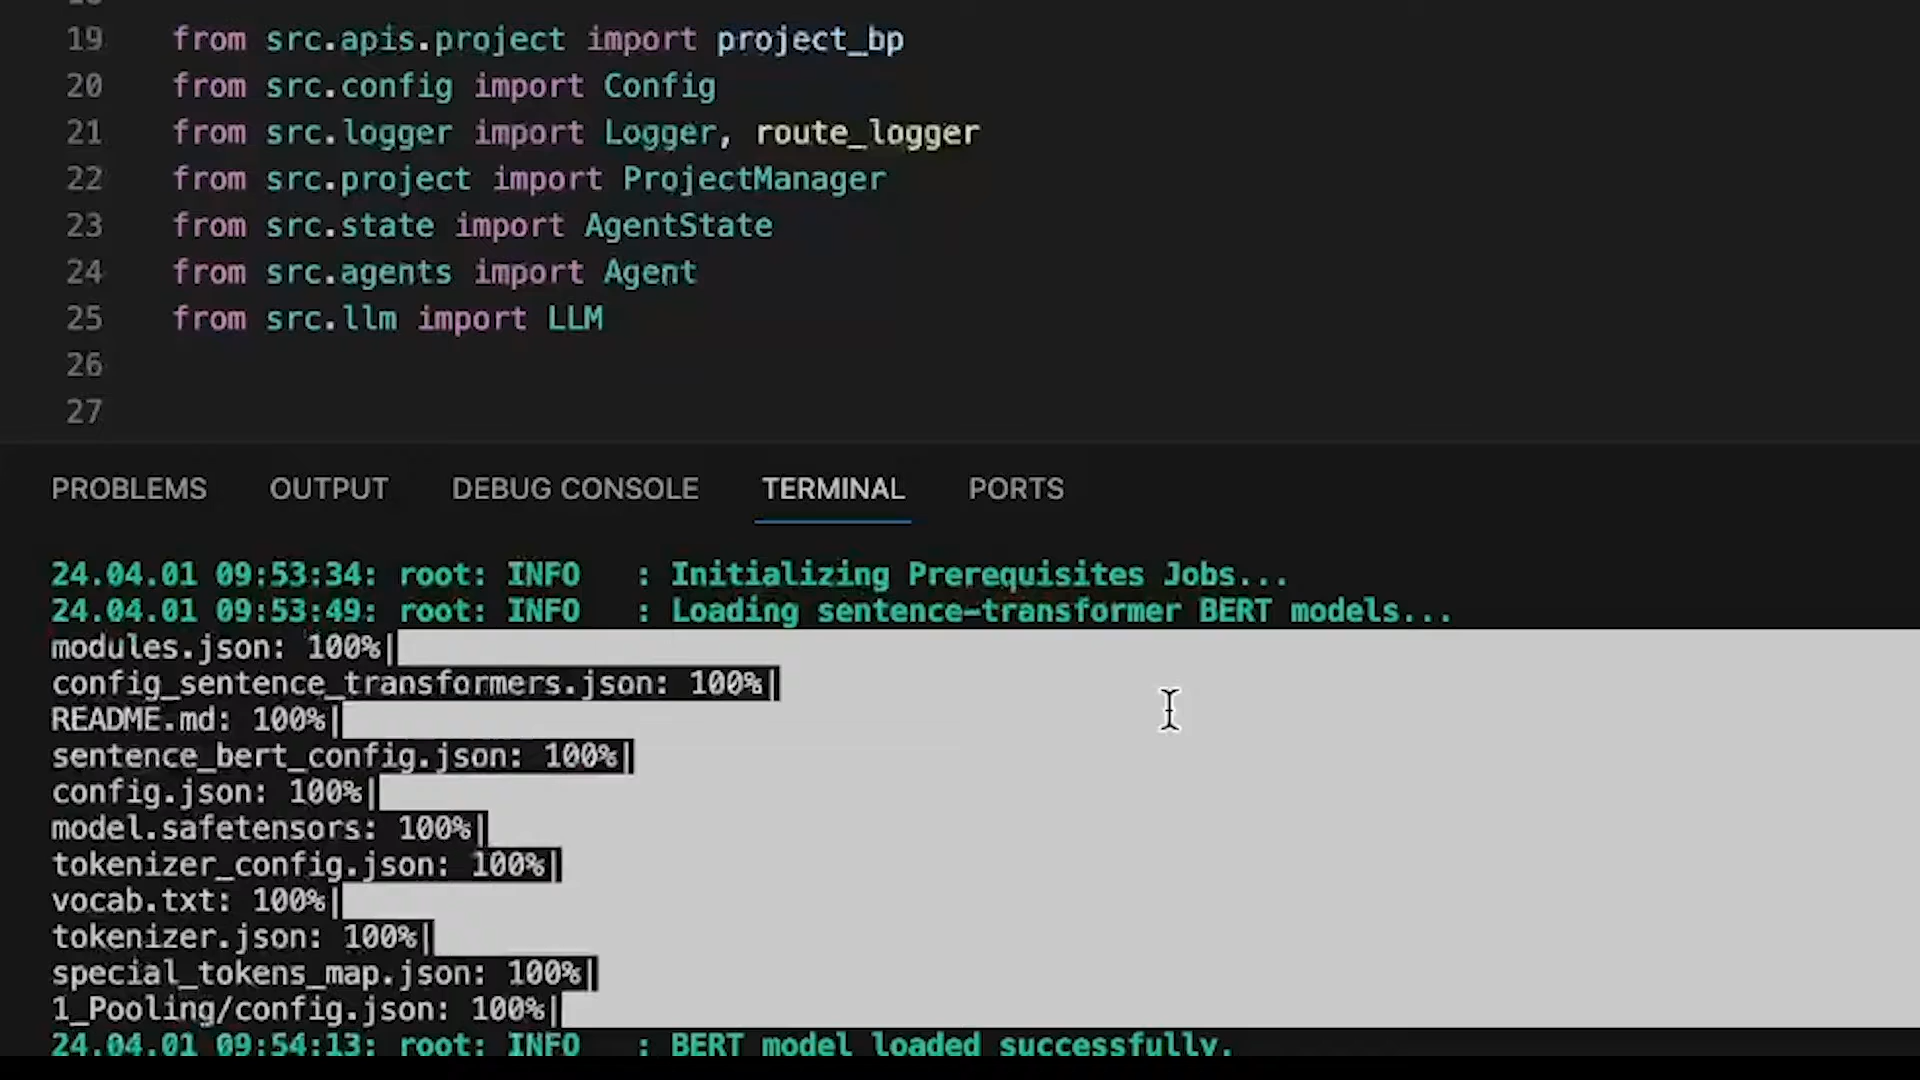 19 from src.apis.project import project_bp
20 from src.config import Config
21 from src.logger import Logger, route_logger
22 from src.project import ProjectManager
23 from src.state import AgentState
24 from src.agents import Agent
25 from src.llm import LLM
26
27
PROBLEMS OUTPUT DEBUG CONSOLE TERMINAL PORTS
24.04.01 09:53:34: root: INFO   : Initializing Prerequisites Jobs...
24.04.01 09:53:49: root: INFO   : Loading sentence-transformer BERT models...
modules.json: 100%|
config_sentence_transformers.json: 100%|
README.md: 100%|
sentence_bert_config.json: 100%|
config.json: 100%|
model.safetensors: 100%|
tokenizer_config.json: 100%|
vocab.txt: 100%|
tokenizer.json: 100%|
special_tokens_map.json: 100%|
1_Pooling/config.json: 100%|
24.04.01 09:54:13: root: INFO   : BERT model loaded successfully.